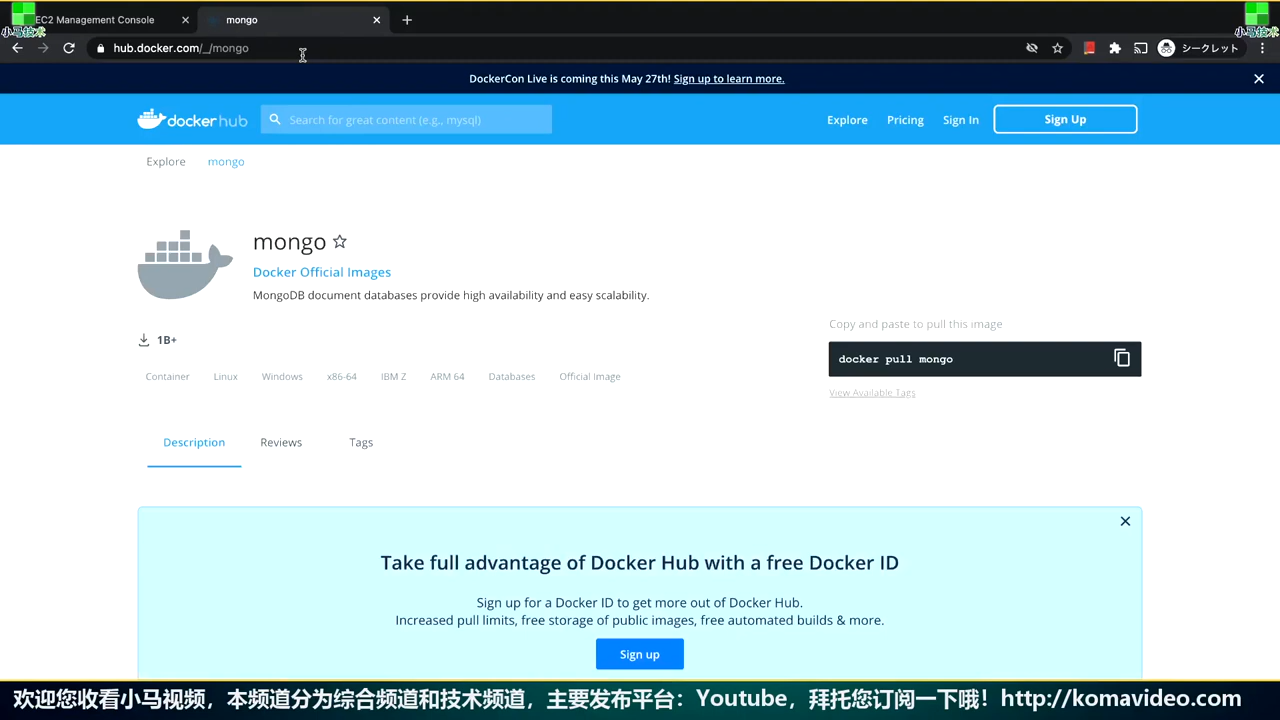 EC2 Management Console
mongo
小马技术
小马技术
hub.docker.com/_/mongo
シークレット
DockerCon Live is coming this May 27th! Sign up to learn more.
docker hub
Search for great content (e.g., mysql)
Explore
Pricing
Sign In
Sign Up
Explore
mongo
mongo
Docker Official Images
MongoDB document databases provide high availability and easy scalability.
1B+
Copy and paste to pull this image
docker pull mongo
View Available Tags
Container
Linux
Windows
x86-64
IBM Z
ARM 64
Databases
Official Image
Description
Reviews
Tags
Take full advantage of Docker Hub with a free Docker ID
Sign up for a Docker ID to get more out of Docker Hub.
Increased pull limits, free storage of public images, free automated builds & more.
Sign up
欢迎您收看小马视频，本频道分为综合频道和技术频道，主要发布平台：Youtube，拜托您订阅一下哦！http://komavideo.com